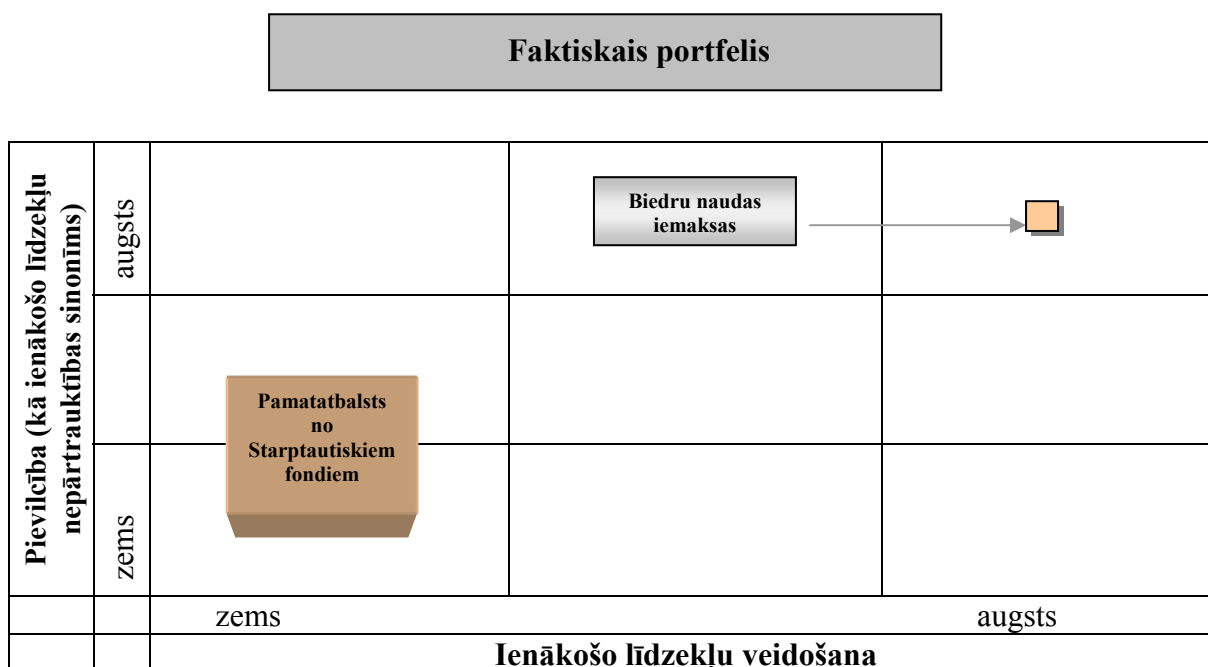 Faktiskais portfelis
Pievilcība (kā ienākošo līdzekļu
nepārtrauktības sinonīms)
augsts
zems
Biedru naudas
iemaksas
Pamatatbalsts
no
Starptautiskiem
fondiem
zems
augsts
Ienākošo līdzekļu veidošana